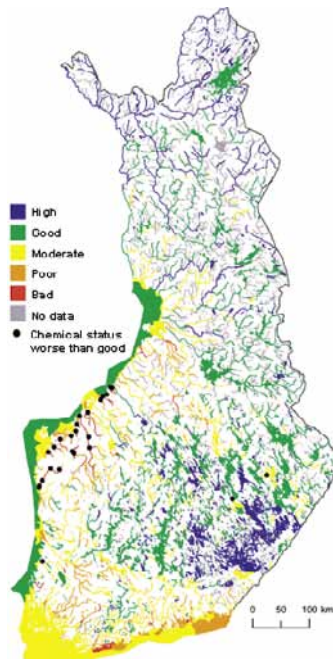 High
Good
Moderate
Poor
Bad
No data
Chemical status
worse than good
0 50 100 km